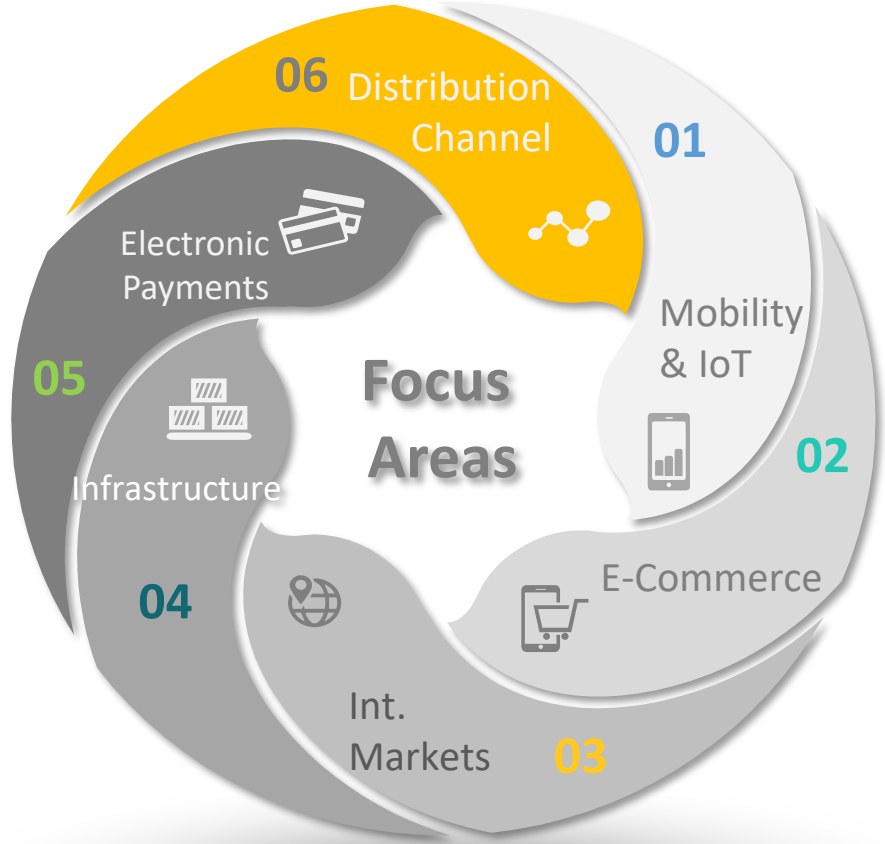 Focus
Areas
01
Mobility
& IoT
02
E-Commerce
03
Int.
Markets
04
Infrastructure
05
Electronic
Payments
06
Distribution
Channel